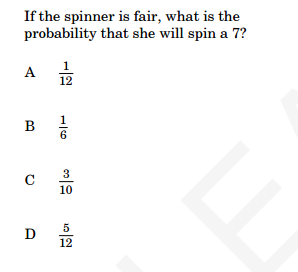 If the spinner is fair, what is the
probability that she will spin a 7?
A 1/12
B 1/6
C 3/10
D 5/12